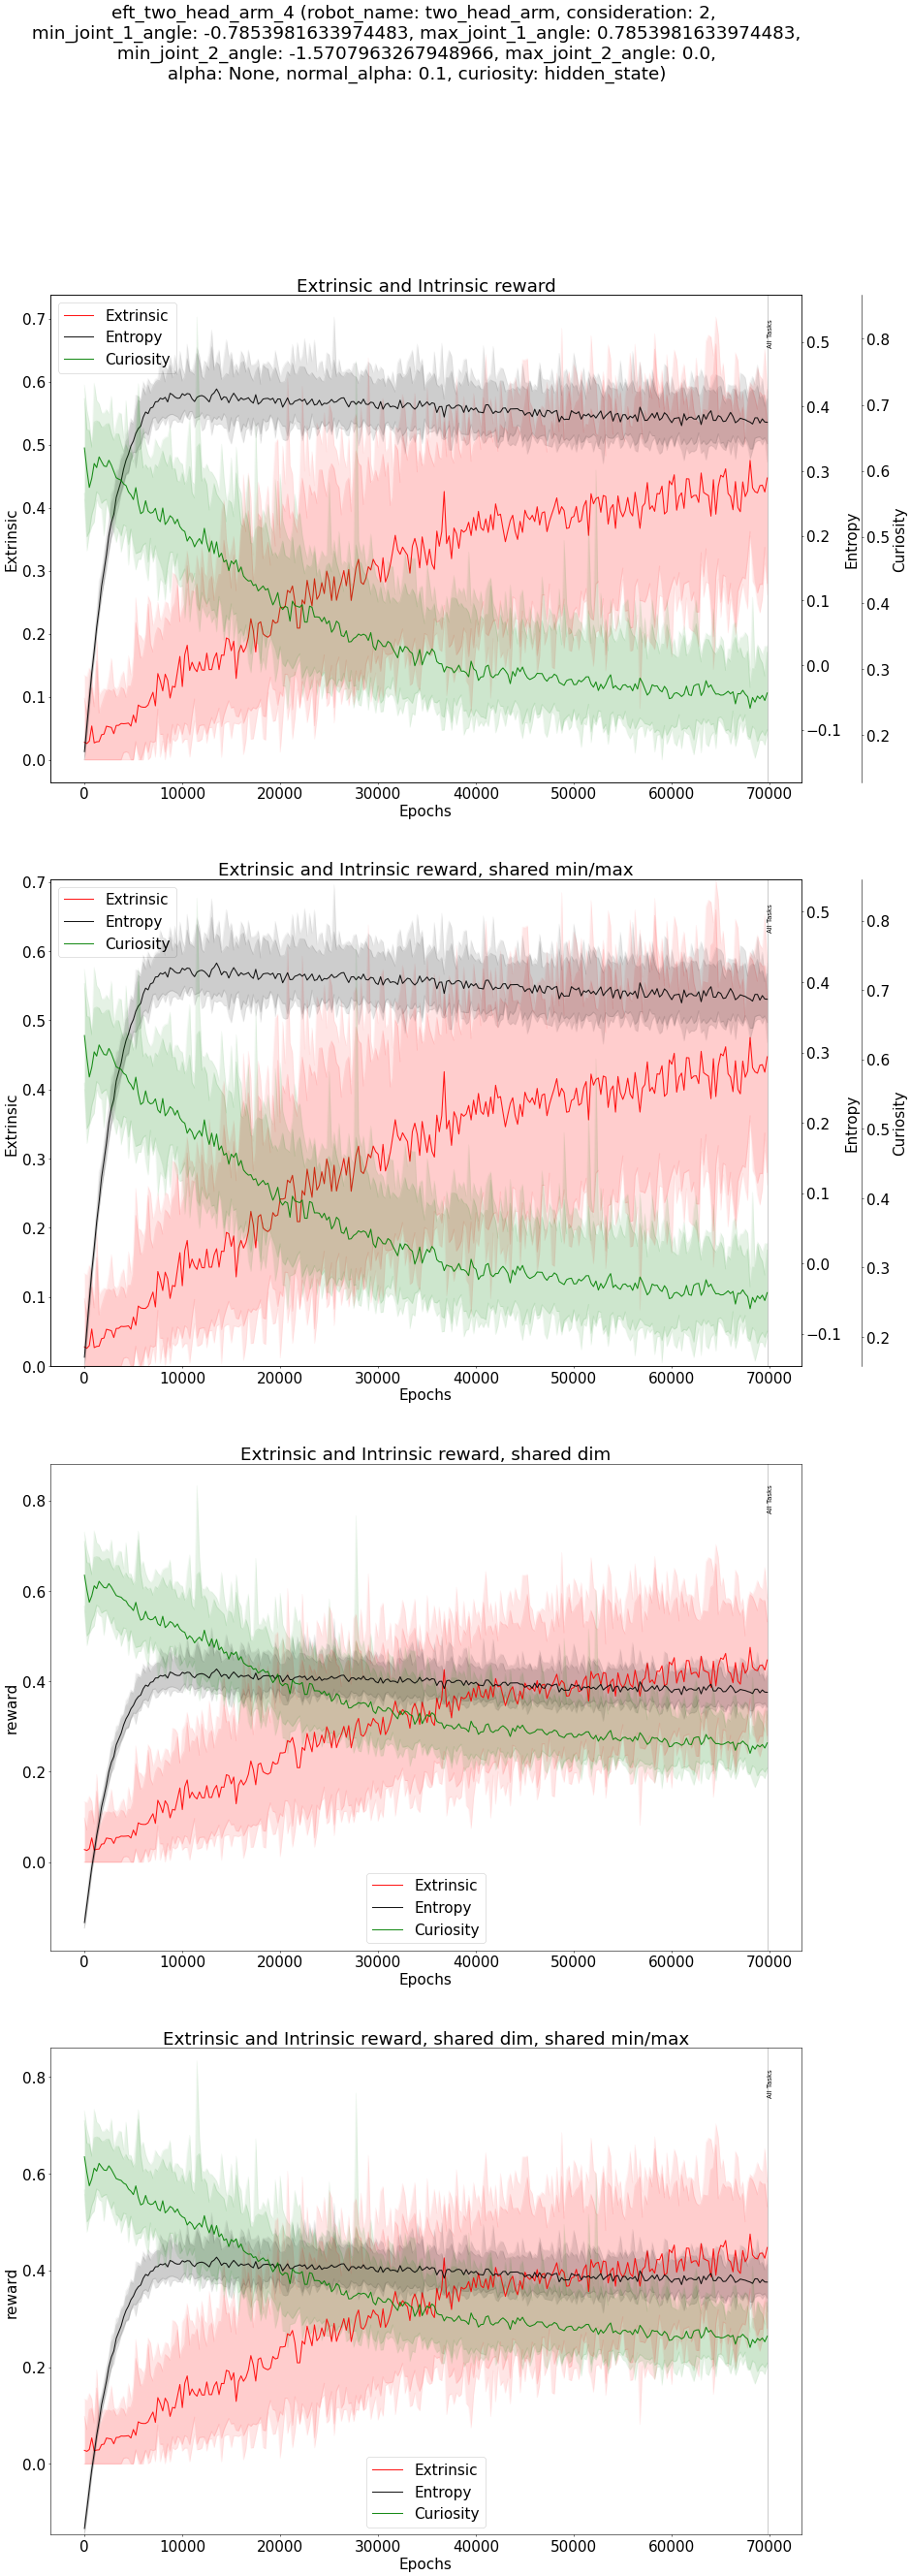 eft_two_head_arm_4 (robot_name: two_head_arm, consideration: 2,
min_joint_1_angle: -0.7853981633974483, max_joint_1_angle: 0.7853981633974483,
min_joint_2_angle: -1.5707963267948966, max_joint_2_angle: 0.0,
alpha: None, normal_alpha: 0.1, curiosity: hidden_state)
Extrinsic and Intrinsic reward
Extrinsic
Entropy
Curiosity
All Tasks
0.7
0.6
0.5
0.4
0.3
0.2
0.1
0.0
Extrinsic
0.5
0.4
0.3
0.2
0.1
0.0
−0.1
Entropy
0.8
0.7
0.6
0.5
0.4
0.3
0.2
Curiosity
0 10000 20000 30000 40000 50000 60000 70000
Epochs
Extrinsic and Intrinsic reward, shared min/max
Extrinsic
Entropy
Curiosity
All Tasks
0.7
0.6
0.5
0.4
0.3
0.2
0.1
0.0
Extrinsic
0.5
0.4
0.3
0.2
0.1
0.0
−0.1
Entropy
0.8
0.7
0.6
0.5
0.4
0.3
0.2
Curiosity
0 10000 20000 30000 40000 50000 60000 70000
Epochs
Extrinsic and Intrinsic reward, shared dim
All Tasks
0.8
0.6
0.4
0.2
0.0
reward
Extrinsic
Entropy
Curiosity
0 10000 20000 30000 40000 50000 60000 70000
Epochs
Extrinsic and Intrinsic reward, shared dim, shared min/max
All Tasks
0.8
0.6
0.4
0.2
0.0
reward
Extrinsic
Entropy
Curiosity
0 10000 20000 30000 40000 50000 60000 70000
Epochs